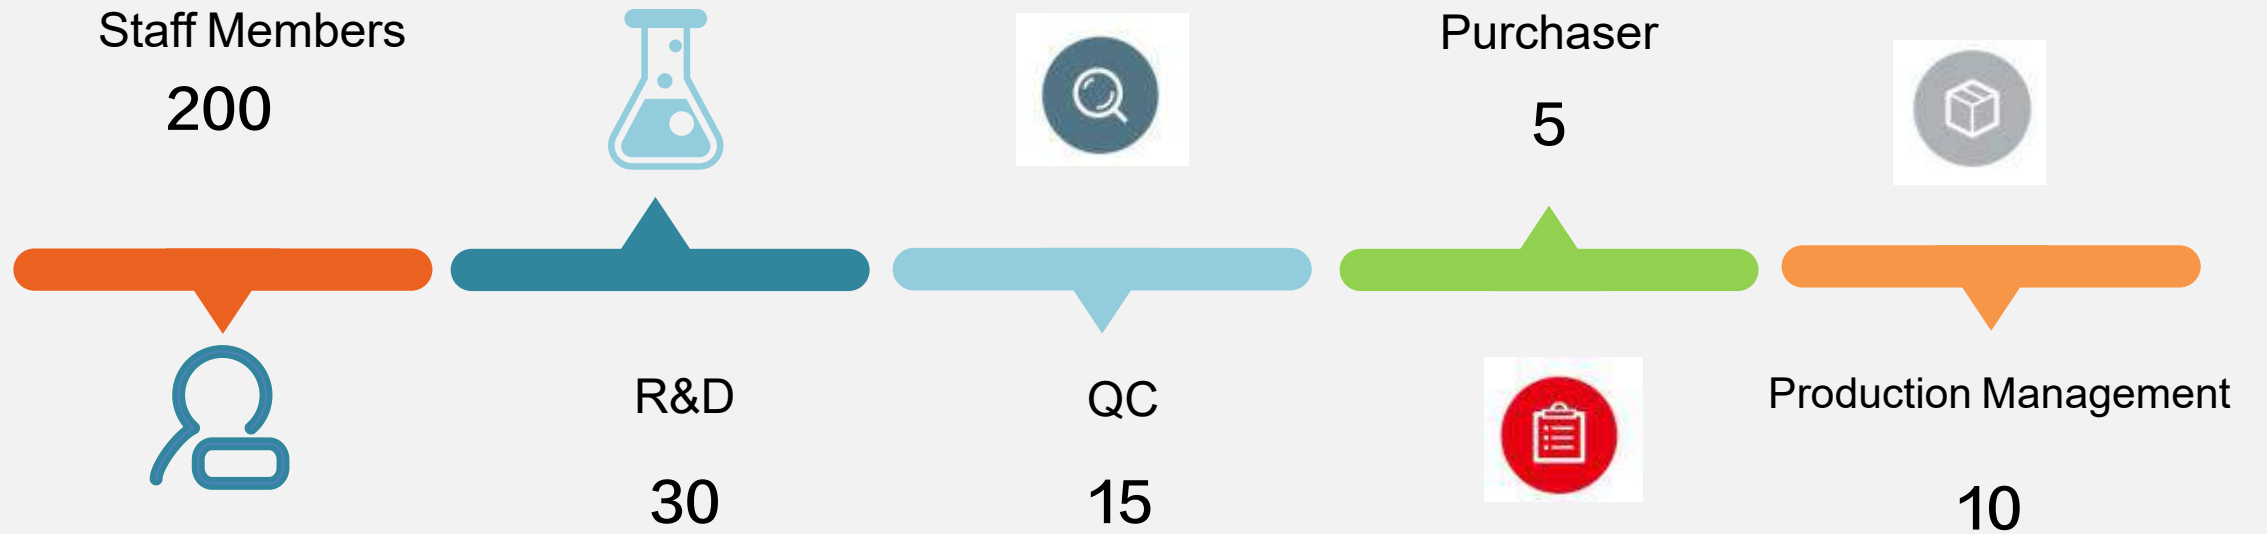 Staff Members
200
R&D
30
QC
15
Purchaser
5
Production Management
10